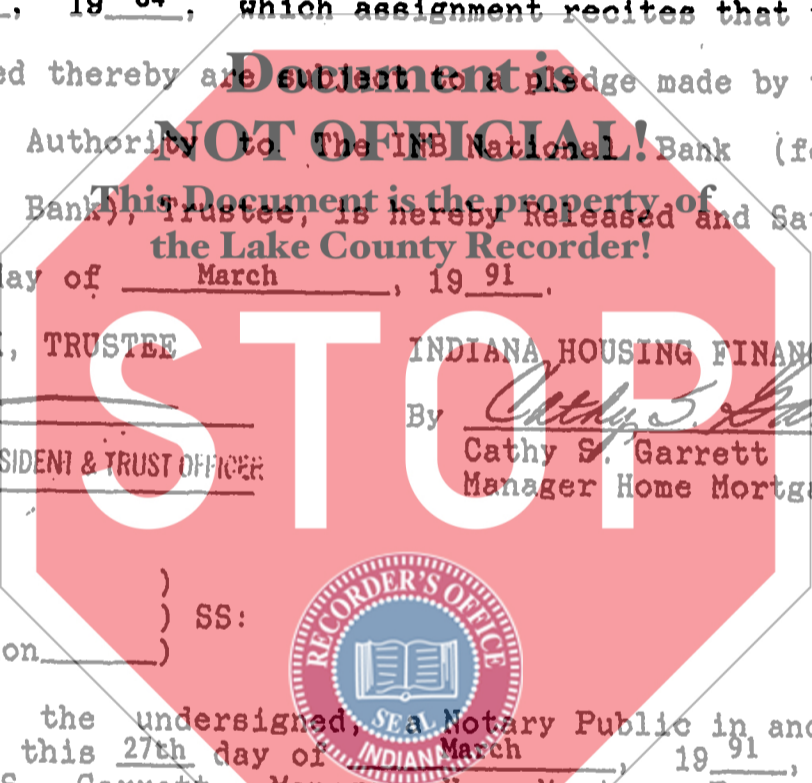 , 19 84, which assignment recites that
ed thereby are subject to a pledge made by
Document is
Authority to The INB National Bank (f
NOT OFFICIAL!
Bank), Trustee, is hereby Released and Sa
This Document is the property of
the Lake County Recorder!
day of March, 19 91.
, TRUSTEE INDIANA HOUSING FINAN
STOP
By Cathy S.
SIDENT & TRUST OFFICER Cathy S. Garrett
Manager Home Mortga
)
) SS:
on )
RECORDER'S OFFICE
SEAL
INDIANA
the undersigned, a Notary Public in and
this 27th day of March, 19 91,
S. Garrett